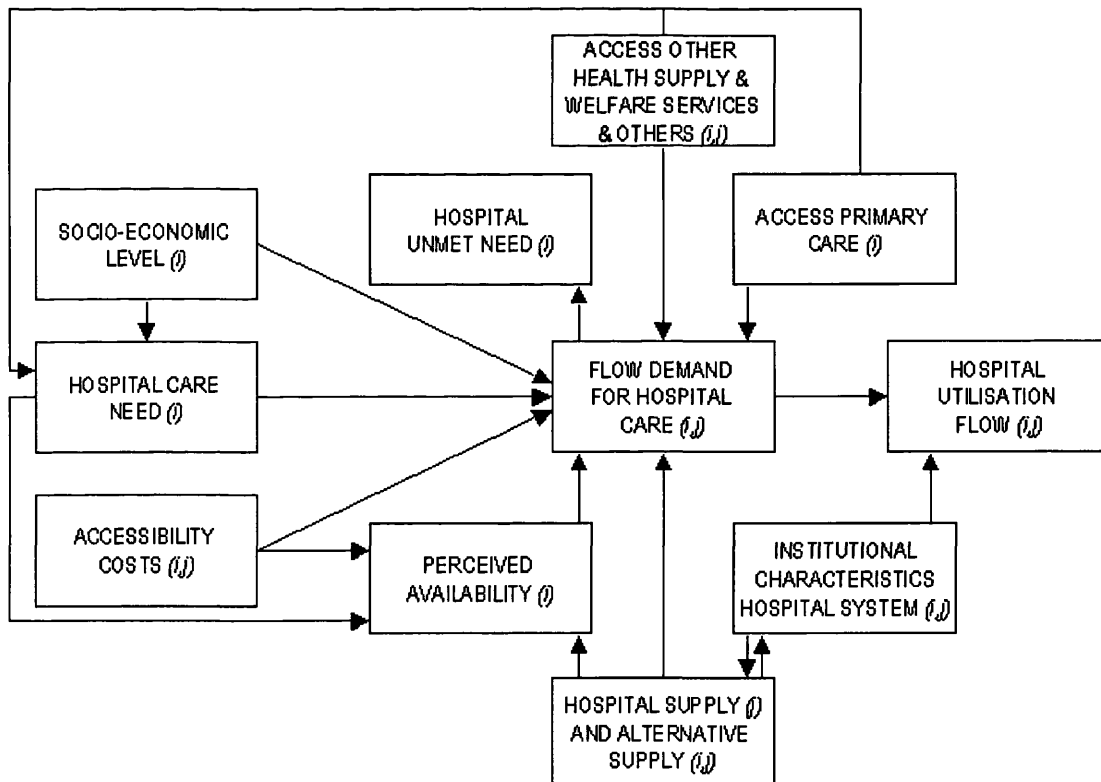 ACCESS OTHER
HEALTH SUPPLY &
WELFARE SERVICES
& OTHERS (i,j)
SOCIO-ECONOMIC
LEVEL (i)
HOSPITAL
UNMET NEED (i)
ACCESS PRIMARY
CARE (i)
HOSPITAL CARE
NEED (i)
FLOW DEMAND
FOR HOSPITAL
CARE (i,j)
HOSPITAL
UTILISATION
FLOW (i,j)
ACCESSIBILITY
COSTS (i,j)
PERCEIVED
AVAILABILITY (i)
INSTITUTIONAL
CHARACTERISTICS
HOSPITAL SYSTEM (i,j)
HOSPITAL SUPPLY (j)
AND ALTERNATIVE
SUPPLY (i,j)